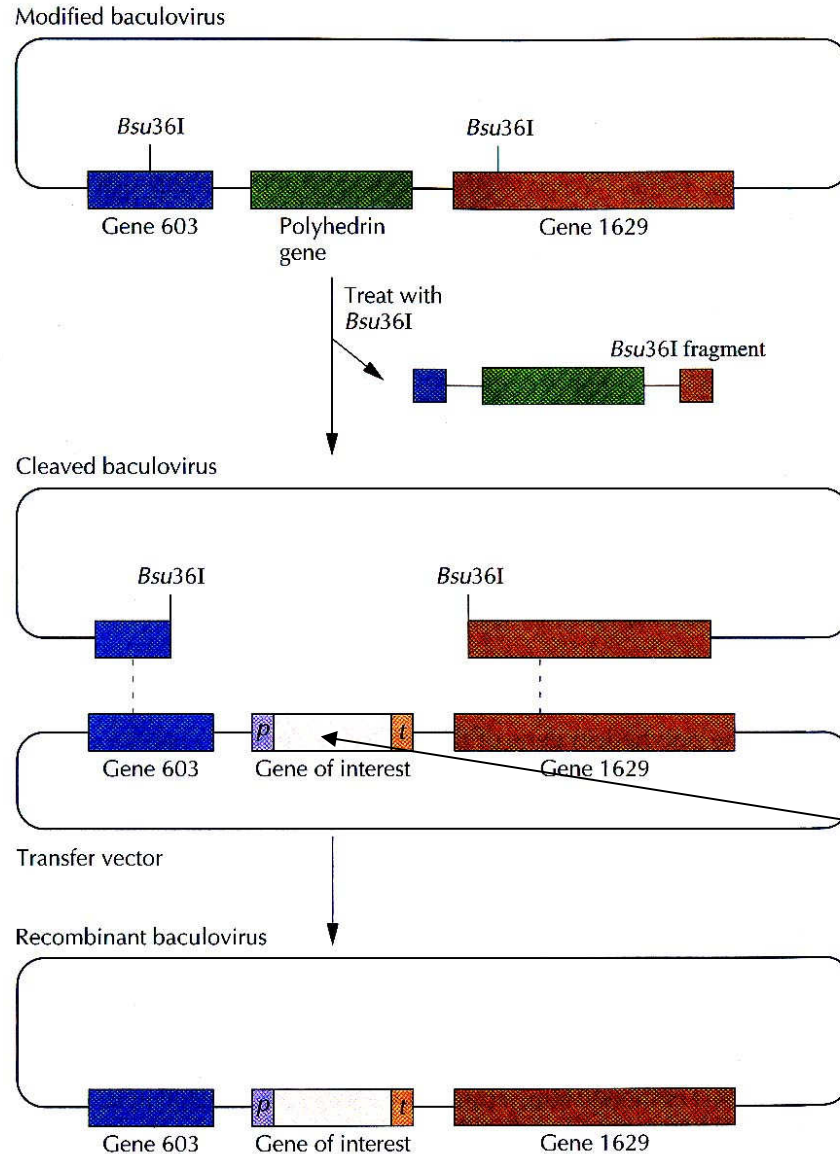 Modified baculovirus
Bsu36I
Bsu36I
Gene 603
Polyhedrin
gene
Gene 1629
Treat with
Bsu36I
Bsu36I fragment
Cleaved baculovirus
Bsu36I
Bsu36I
p
t
Gene 603
Gene of interest
Gene 1629
Transfer vector
Recombinant baculovirus
p
t
Gene 603
Gene of interest
Gene 1629